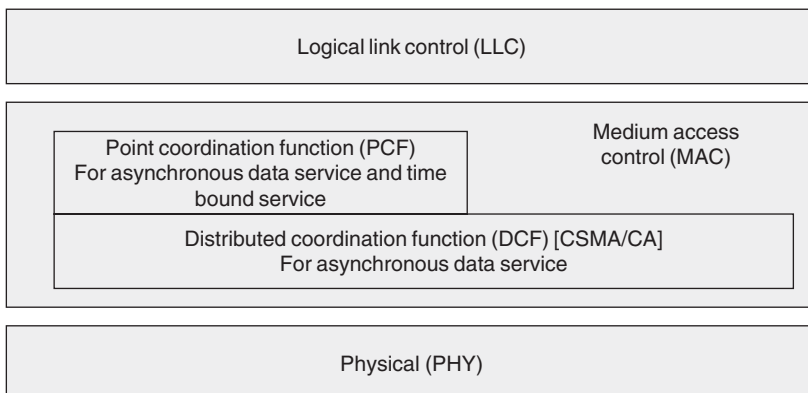 Logical link control (LLC)
Medium access
control (MAC)
Point coordination function (PCF)
For asynchronous data service and time
bound service
Distributed coordination function (DCF) [CSMA/CA]
For asynchronous data service
Physical (PHY)